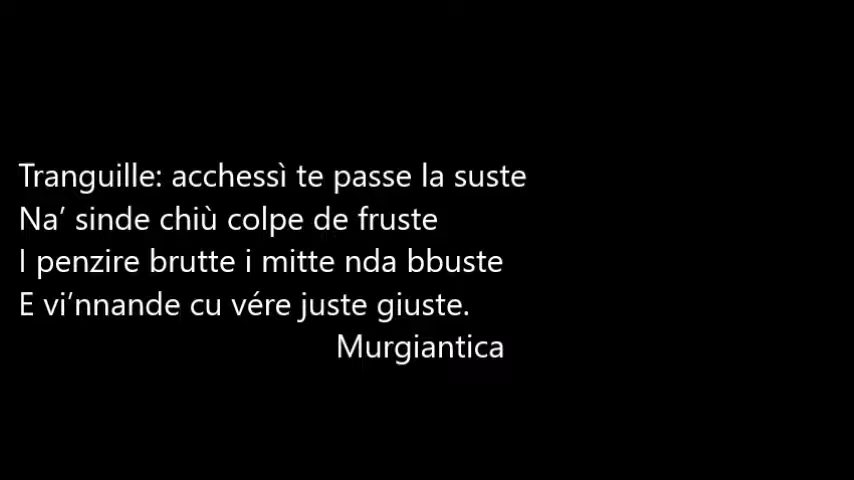 Tranguille: acchessì te passe la suste
Na’ sinde chiù colpe de fruste
I penzire brutte i mitte nda bbuste
E vi’nnande cu vére juste giuste.
Murgiantica